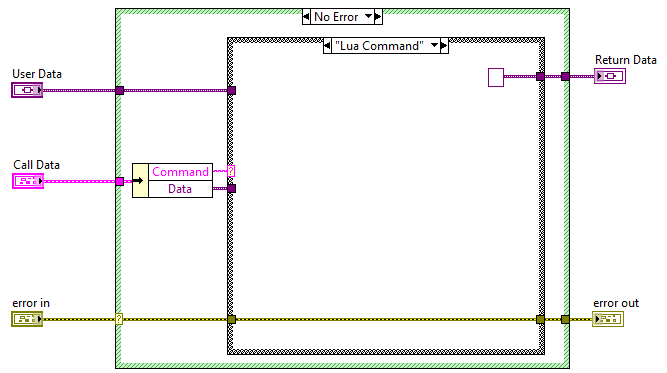 No Error
"Lua Command"
User Data
Return Data
Call Data
Command
?
Data
error in
?
error out